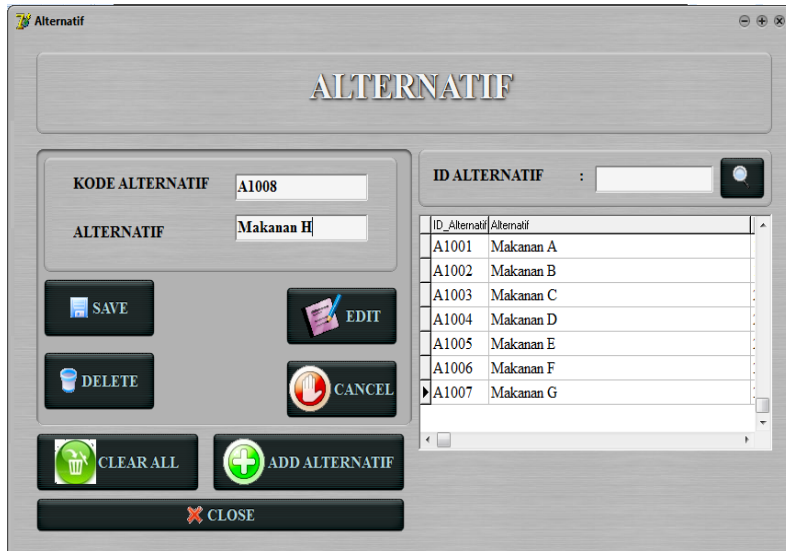 Alternatif
ALTERNATIF
KODE ALTERNATIF A1008
ALTERNATIF Makanan H
SAVE
EDIT
DELETE
CANCEL
CLEAR ALL
ADD ALTERNATIF
CLOSE
ID ALTERNATIF :
ID_Alternatif Alternatif
A1001 Makanan A
A1002 Makanan B
A1003 Makanan C
A1004 Makanan D
A1005 Makanan E
A1006 Makanan F
A1007 Makanan G